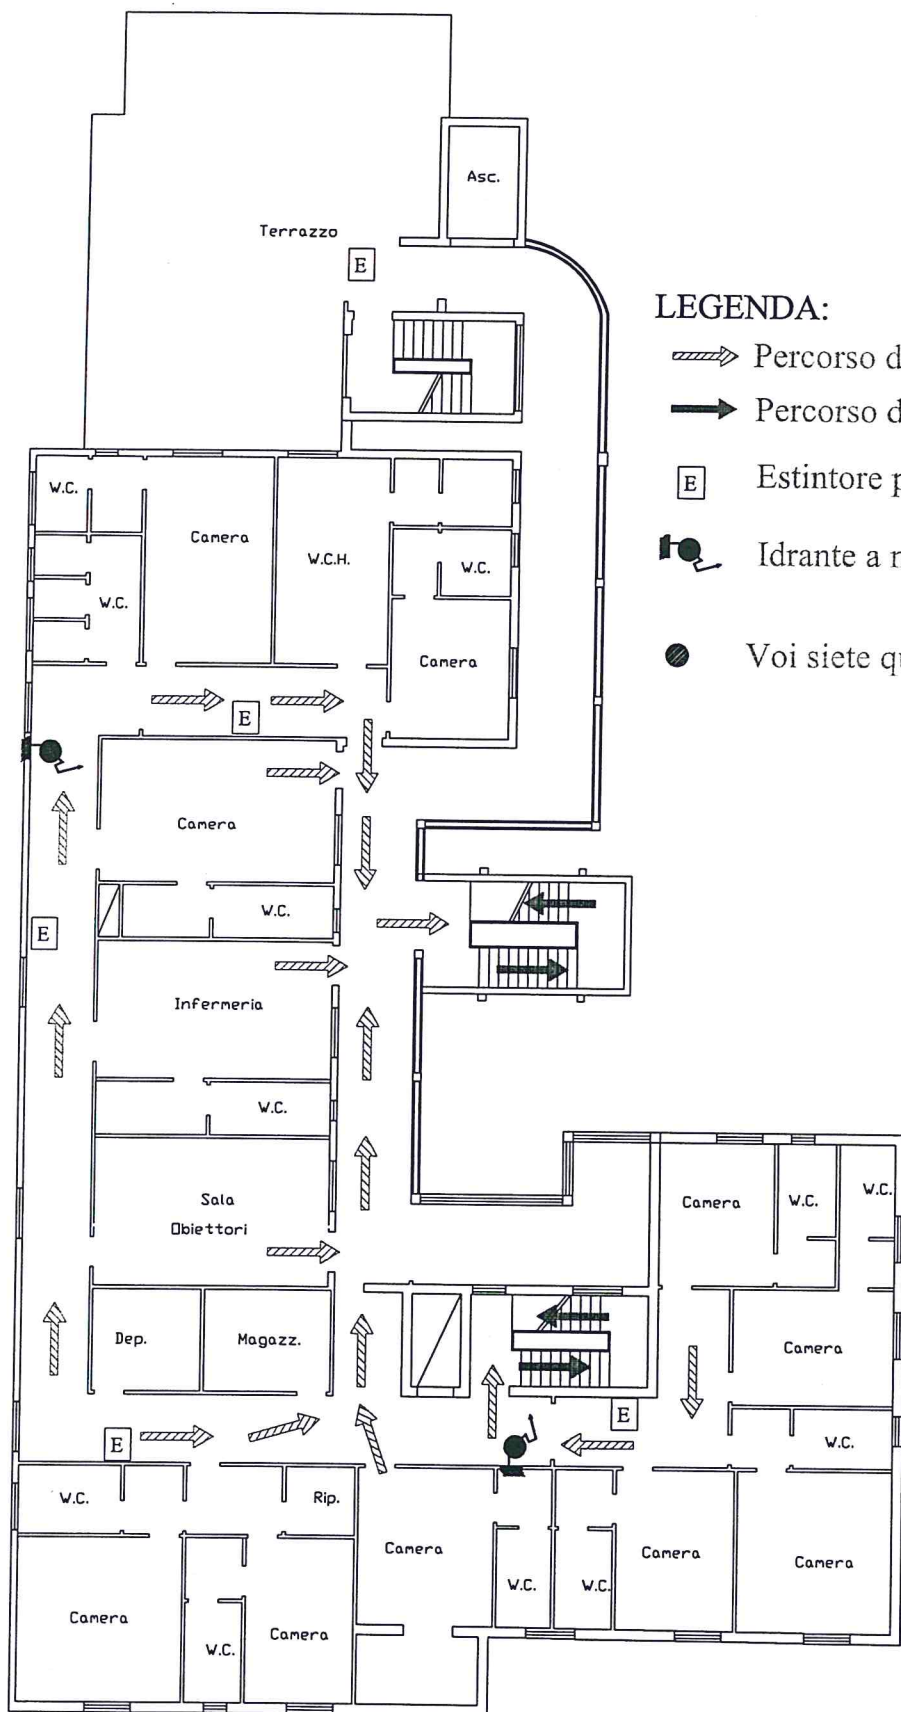 Asc.
Terrazzo
E
LEGENDA:
Percorso d
Percorso d
E Estintore p
Idrante a
Voi siete
W.C.
Camera
W.C.H.
W.C.
W.C.
Camera
E
Camera
W.C.
E
Infermeria
W.C.
Sala
Obiettori
Camera
W.C.
W.C.
Dep.
Magazz.
Camera
E
E
W.C.
W.C.
Rip.
Camera
Camera
Camera
W.C.
W.C.
Camera
Camera
W.C.